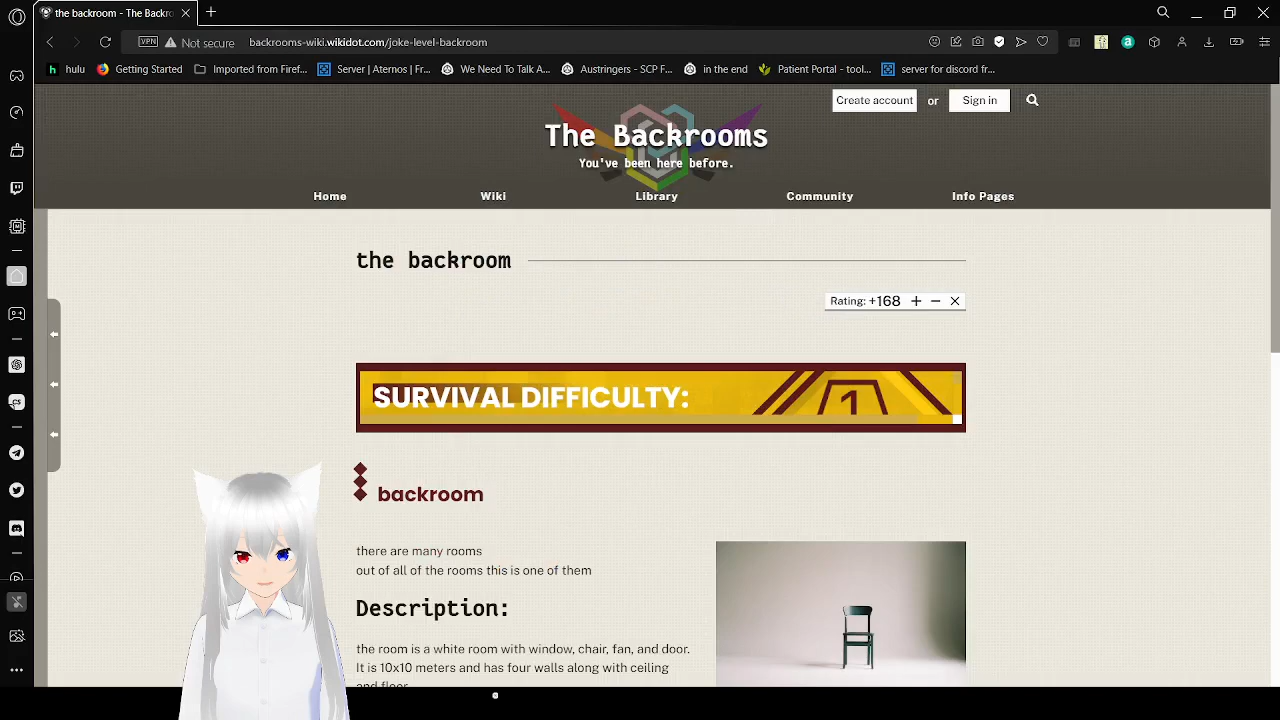 the backroom - The Backro
Not secure
backrooms-wiki.wikidot.com/joke-level-backroom
VPN
hulu
Getting Started
Imported from Firef...
Server | Aternos | Fr...
We Need To Talk A...
Austringers - SCP F...
in the end
Patient Portal - tool...
server for discord fr...
Create account or Sign in
The Backrooms
You've been here before.
Home
Wiki
Library
Community
Info Pages
the backroom
Rating: +168 + − ×
SURVIVAL DIFFICULTY:
1
backroom
there are many rooms
out of all of the rooms this is one of them
Description:
the room is a white room with window, chair, fan, and door.
It is 10x10 meters and has four walls along with ceiling
and floor